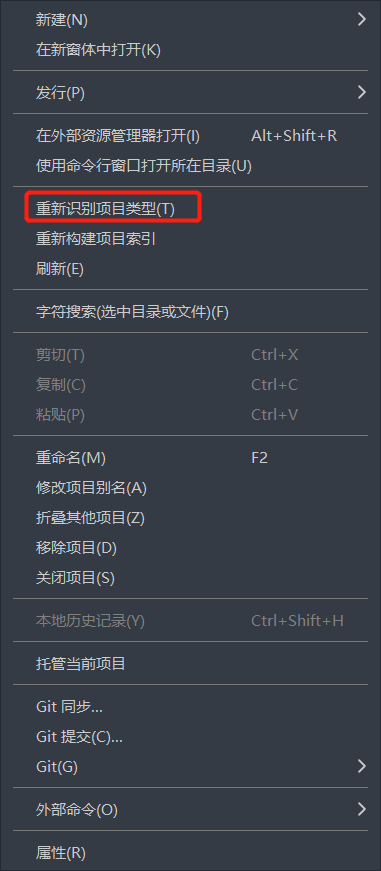 新建(N)
在新窗体中打开(K)
发行(P)
在外部资源管理器打开(I) Alt+Shift+R
使用命令行窗口打开所在目录(U)
重新识别项目类型(T)
重新构建项目索引
刷新(E)
字符搜索(选中目录或文件)(F)
剪切(T) Ctrl+X
复制(C) Ctrl+C
粘贴(P) Ctrl+V
重命名(M) F2
修改项目别名(A)
折叠其他项目(Z)
移除项目(D)
关闭项目(S)
本地历史记录(Y) Ctrl+Shift+H
托管当前项目
Git 同步...
Git 提交(C)...
Git(G)
外部命令(O)
属性(R)